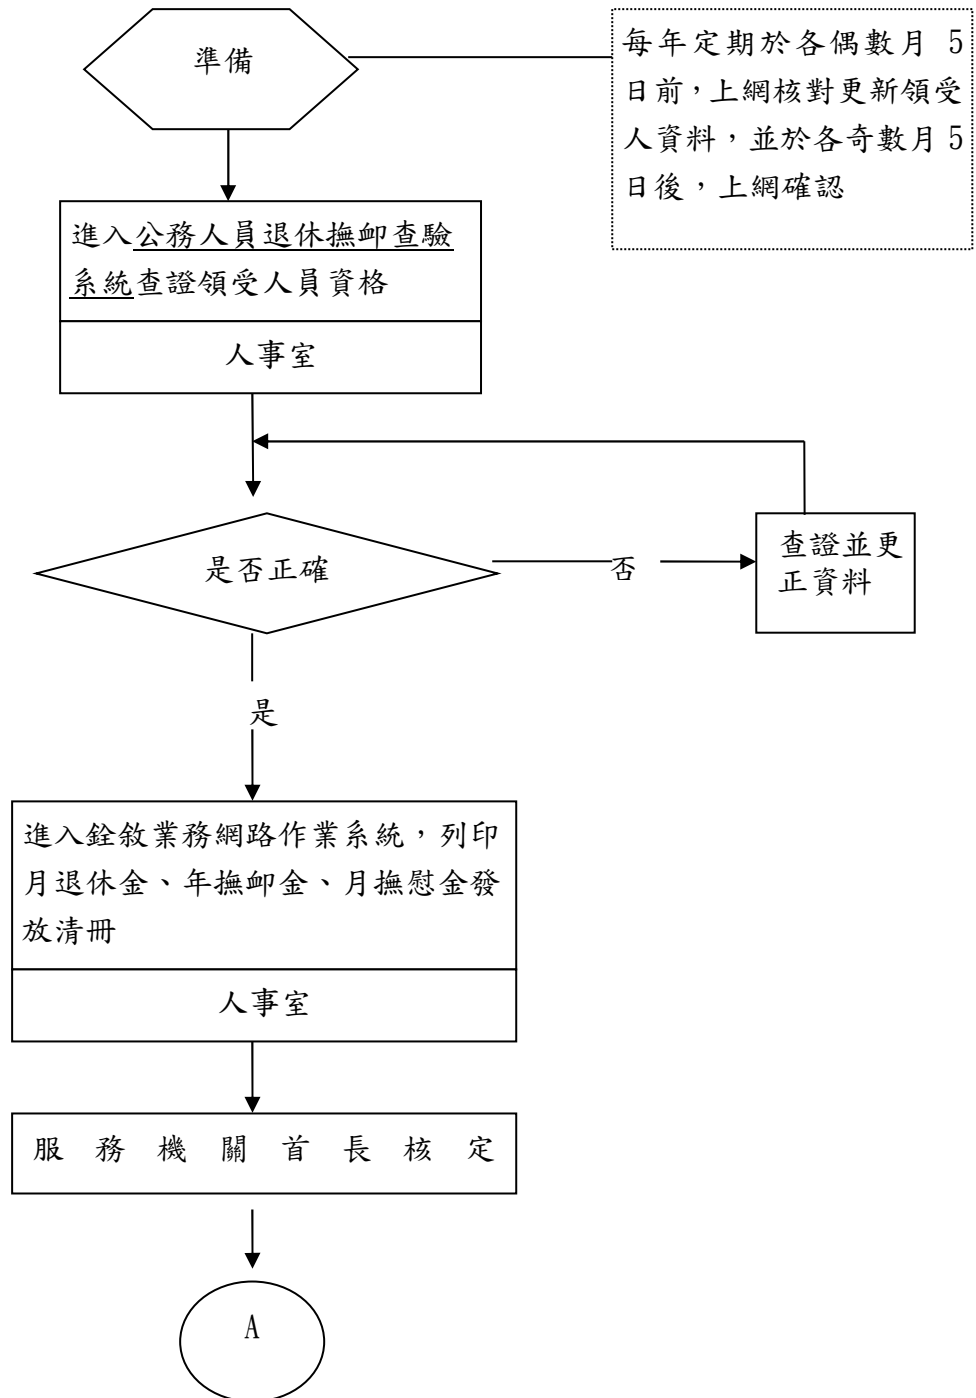 準備
每年定期於各偶數月 5
日前，上網核對更新領受
人資料，並於各奇數月 5
日後，上網確認
進入公務人員退休撫卹查驗
系統查證領受人員資格
人事室
是否正確
否
查證並更
正資料
是
進入銓敘業務網路作業系統，列印
月退休金、年撫卹金、月撫慰金發
放清冊
人事室
服務機關首長核定
A